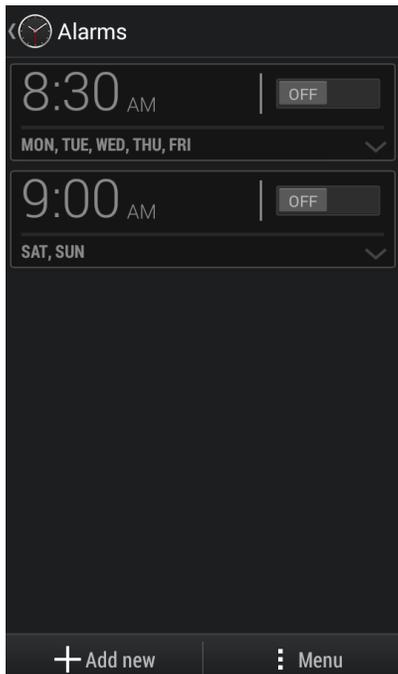 Alarms
8:30 AM
OFF
MON, TUE, WED, THU, FRI
9:00 AM
OFF
SAT, SUN
Add new
Menu